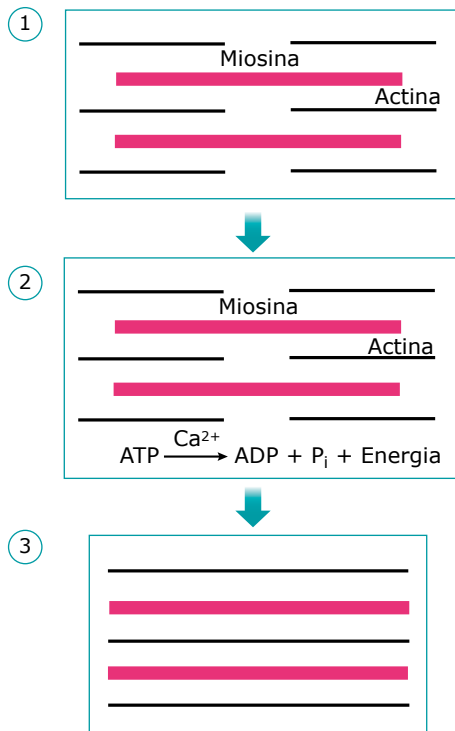 1
Miosina
Actina
2
Miosina
Actina
Ca²⁺
ATP → ADP + Pᵢ + Energia
3